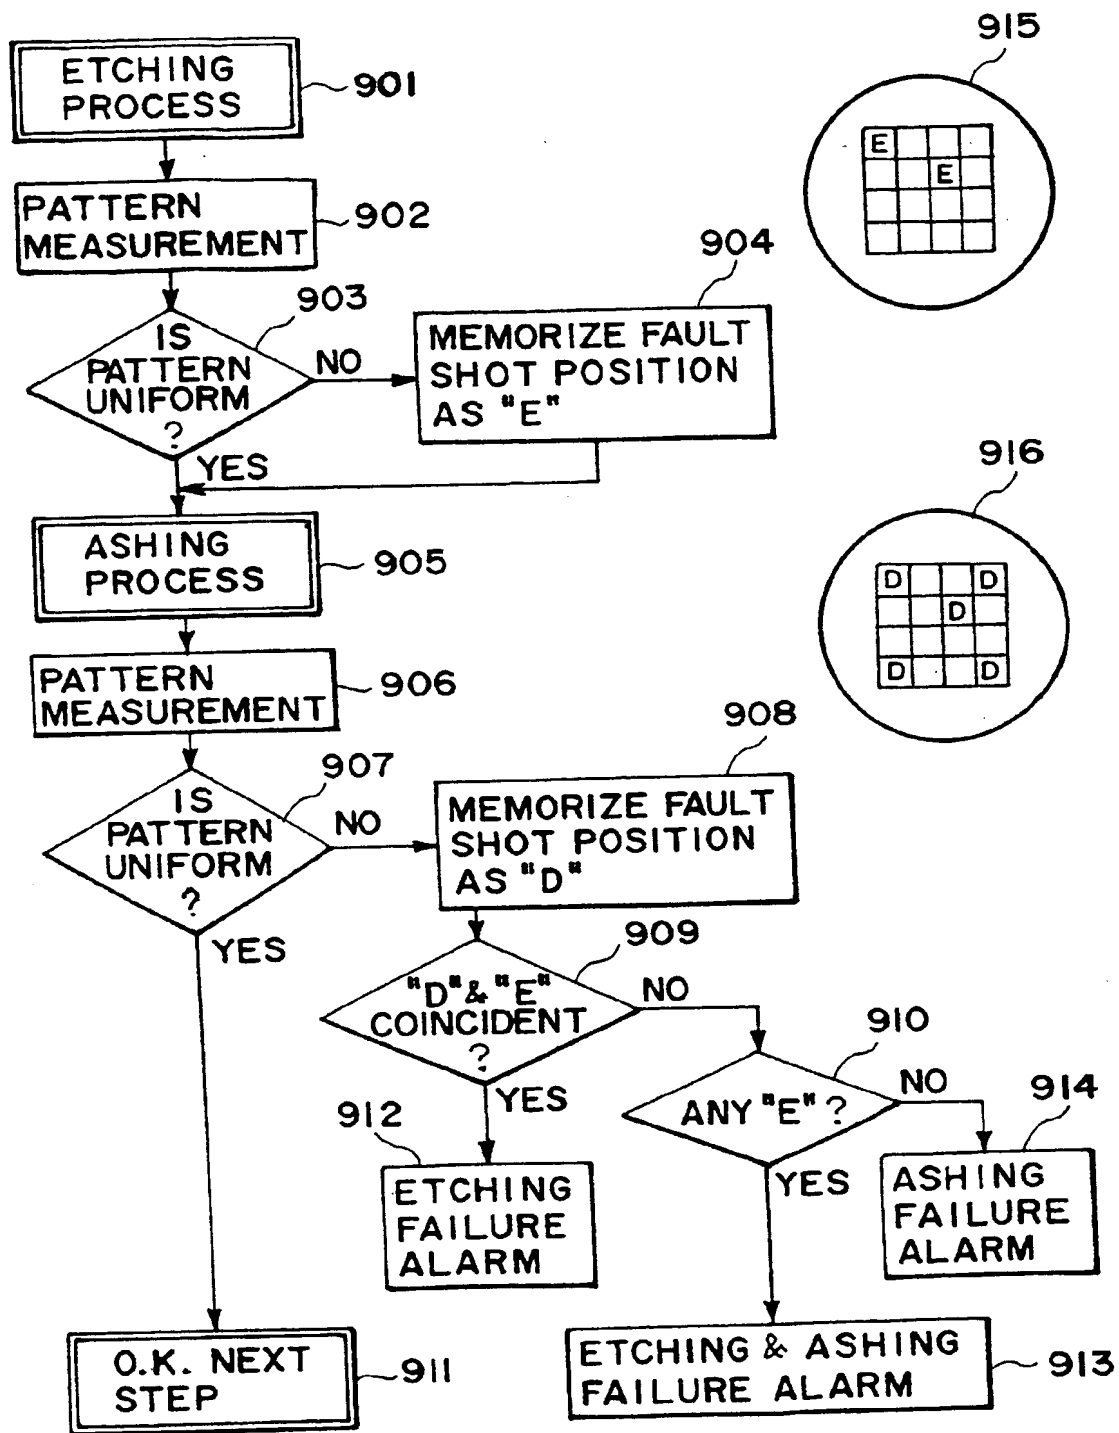 ETCHING
PROCESS
901
PATTERN
MEASUREMENT
902
903
IS
PATTERN
UNIFORM
?
NO
YES
904
MEMORIZE FAULT
SHOT POSITION
AS "E"
915
E
E
ASHING
PROCESS
905
916
D D
D
D D
PATTERN
MEASUREMENT
906
907
IS
PATTERN
UNIFORM
?
NO
YES
908
MEMORIZE FAULT
SHOT POSITION
AS "D"
909
"D" & "E"
COINCIDENT
?
NO
YES
910
ANY "E" ?
NO
YES
912
ETCHING
FAILURE
ALARM
914
ASHING
FAILURE
ALARM
O.K. NEXT
STEP
911
ETCHING & ASHING
FAILURE ALARM
913